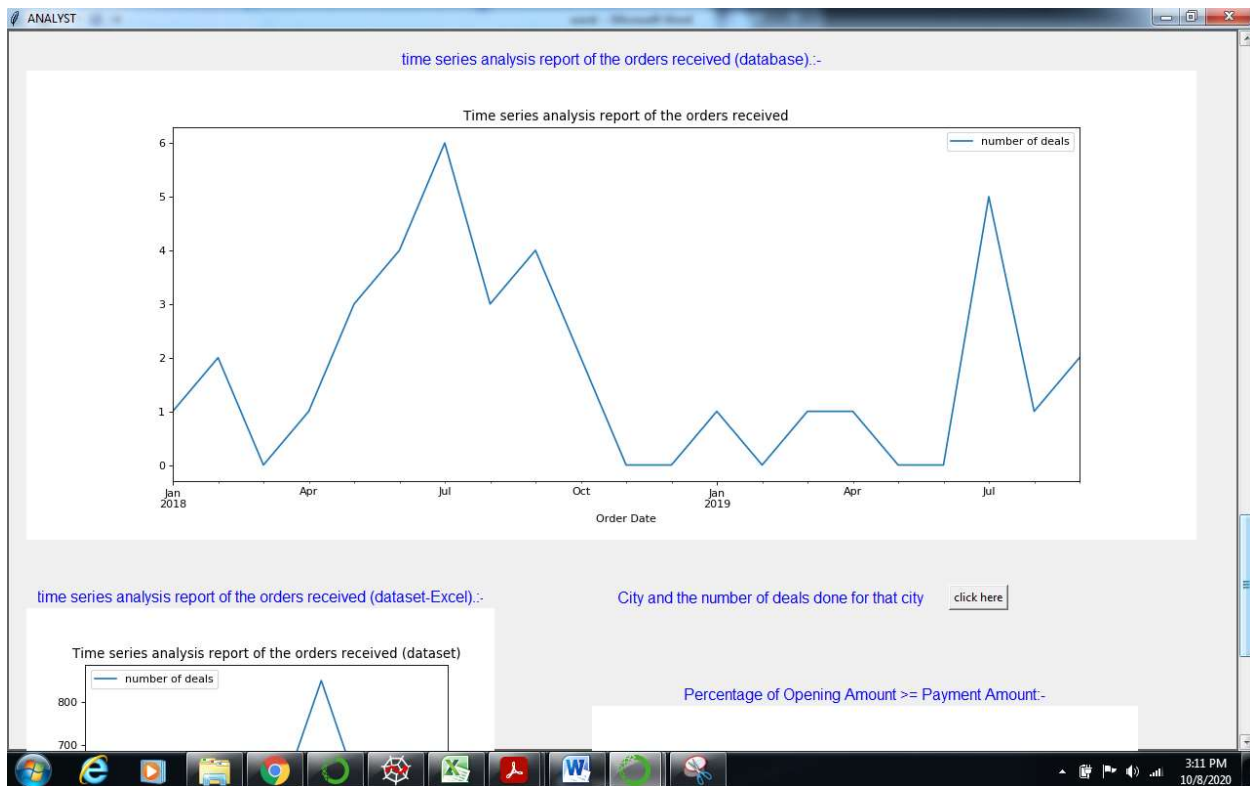 ANALYST
time series analysis report of the orders received (database).:-
Time series analysis report of the orders received
number of deals
6
5
4
3
2
1
0
Jan Apr Jul Oct Jan Apr Jul
2018 2019
Order Date
time series analysis report of the orders received (dataset-Excel).:-
City and the number of deals done for that city click here
Time series analysis report of the orders received (dataset)
number of deals
800
700
Percentage of Opening Amount >= Payment Amount:-
3:11 PM
10/8/2020